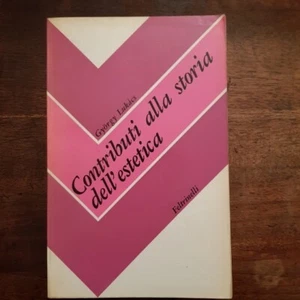 György Lukács
Contributi alla storia
dell'estetica
Feltrinelli